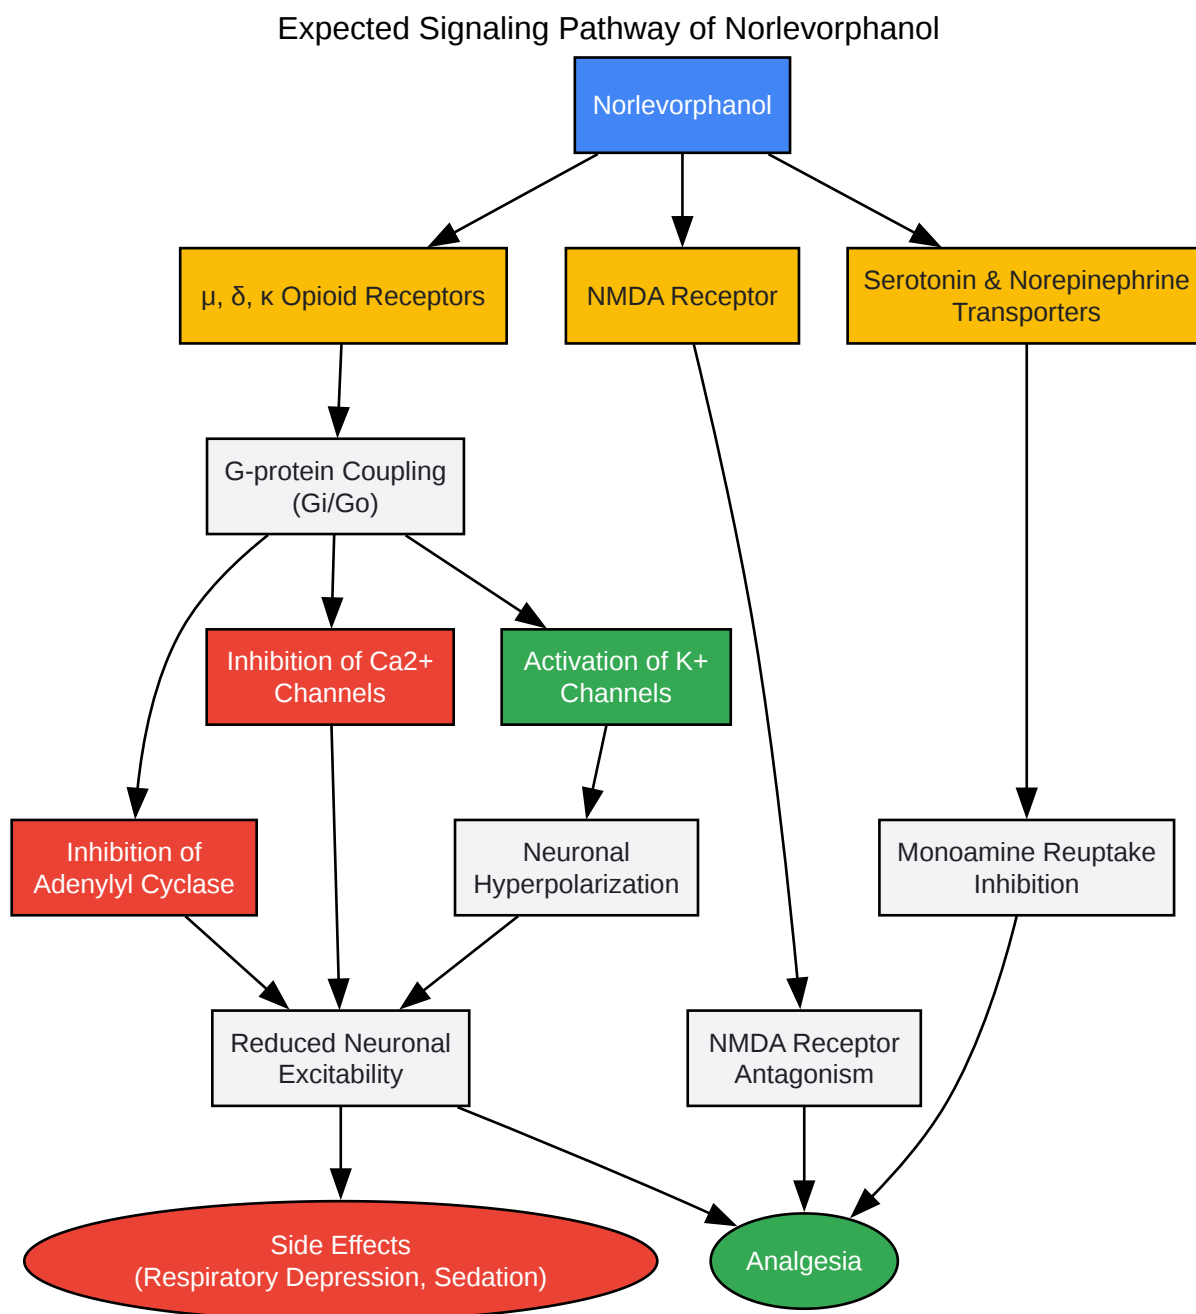 Expected Signaling Pathway of Norlevorphanol
Norlevorphanol
μ, δ, κ Opioid Receptors
NMDA Receptor
Serotonin & Norepinephrine
Transporters
G-protein Coupling
(Gi/Go)
Inhibition of Ca2+
Channels
Activation of K+
Channels
Inhibition of
Adenylyl Cyclase
Neuronal
Hyperpolarization
Monoamine Reuptake
Inhibition
Reduced Neuronal
Excitability
NMDA Receptor
Antagonism
Side Effects
(Respiratory Depression, Sedation)
Analgesia